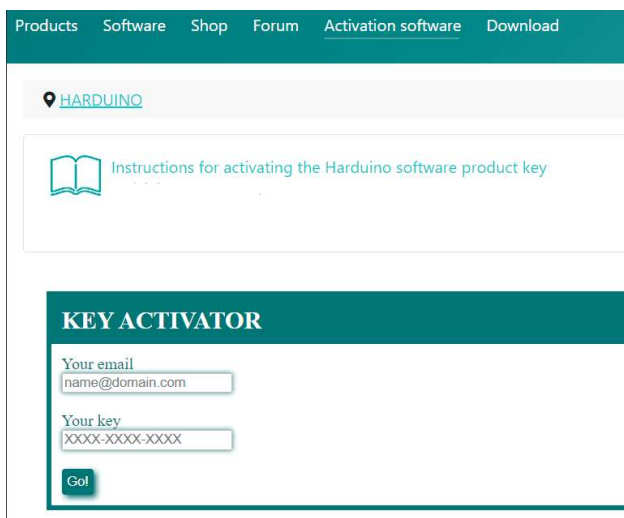 Products Software Shop Forum Activation software Download
HARDUINO
Instructions for activating the Harduino software product key
KEY ACTIVATOR
Your email
name@domain.com
Your key
XXXX-XXXX-XXXX
Go!